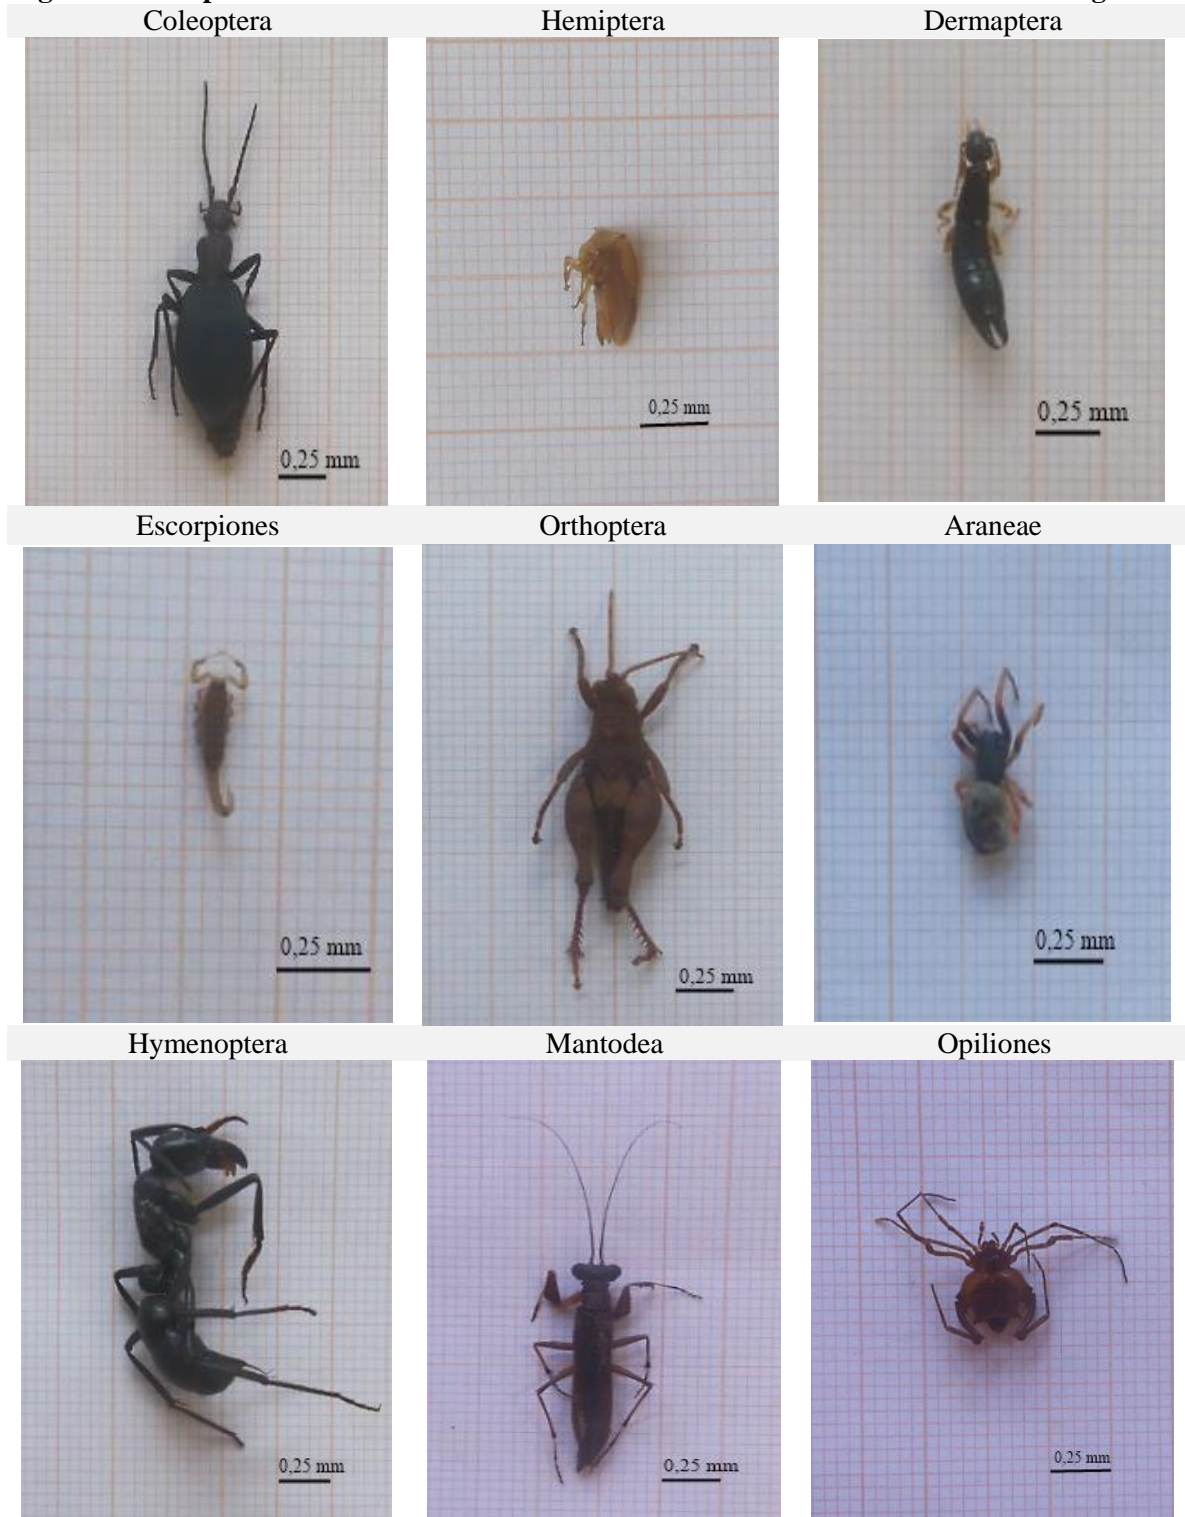 Coleoptera Hemiptera Dermaptera
0,25 mm 0,25 mm 0,25 mm
Escorpiones Orthoptera Araneae
0,25 mm 0,25 mm 0,25 mm
Hymenoptera Mantodea Opiliones
0,25 mm 0,25 mm 0,25 mm